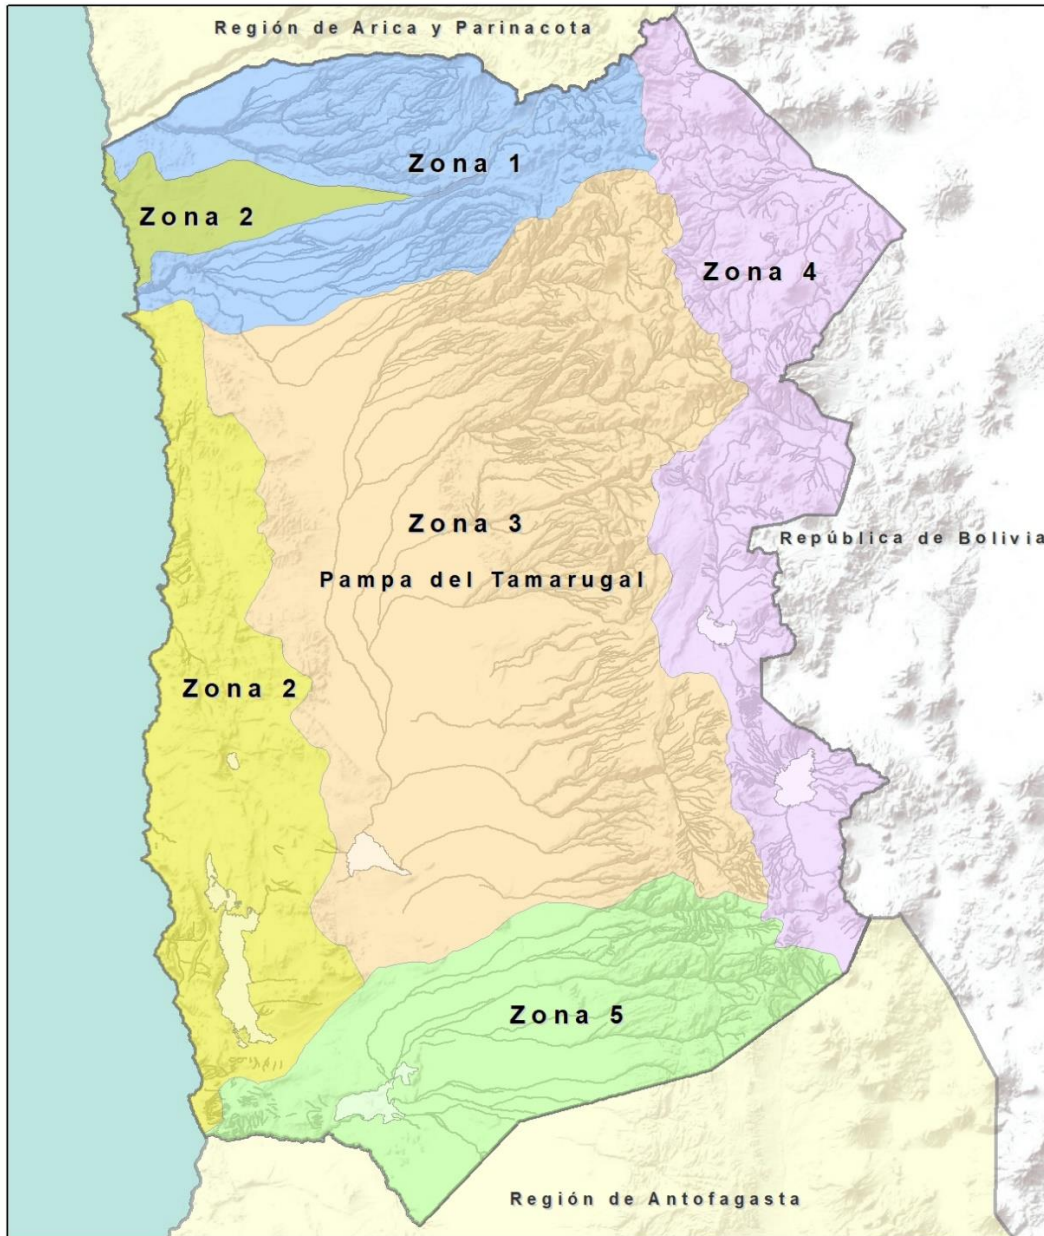 Región de Arica y Parinacota
Zona 1
Zona 2
Zona 4
Zona 3
República de Bolivia
Pampa del Tamarugal
Zona 2
Zona 5
Región de Antofagasta